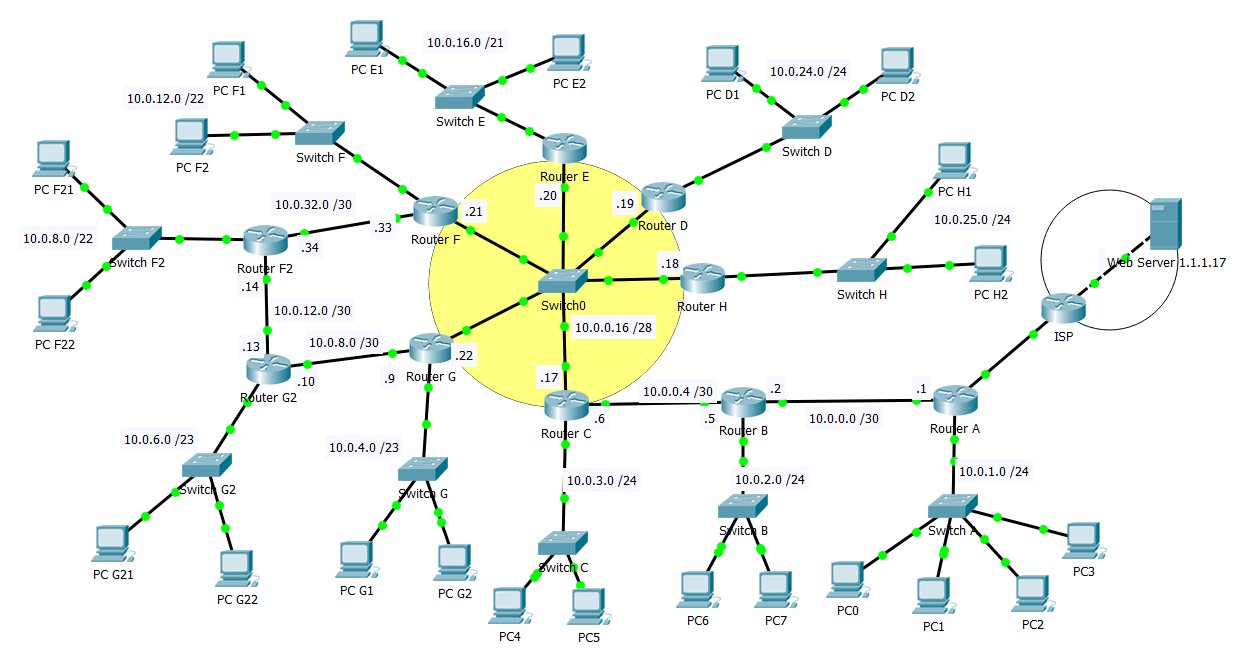 PC E1
10.0.16.0 /21
PC E2
PC F1
10.0.12.0 /22
PC F2
Switch E
Switch F
PC D1
10.0.24.0 /24
PC D2
Switch D
Router E
.20
.19
Router D
PC H1
10.0.25.0 /24
PC F21
10.0.8.0 /22
Switch F2
PC F22
10.0.32.0 /30
.33
.34
Router F2
.14
.21
Router F
.18
Router H
Switch H
PC H2
Web Server 1.1.1.17
ISP
Switch0
10.0.0.16 /28
10.0.12.0 /30
.13
10.0.8.0 /30
.10
Router G2
.9
.22
Router G
.17
Router C
.6
10.0.0.4 /30
.5
Router B
.2
10.0.0.0 /30
.1
Router A
10.0.6.0 /23
Switch G2
10.0.4.0 /23
Switch G
10.0.3.0 /24
Switch C
10.0.2.0 /24
Switch B
10.0.1.0 /24
Switch A
PC G21
PC G22
PC G1
PC G2
PC4
PC5
PC6
PC7
PC0
PC1
PC2
PC3